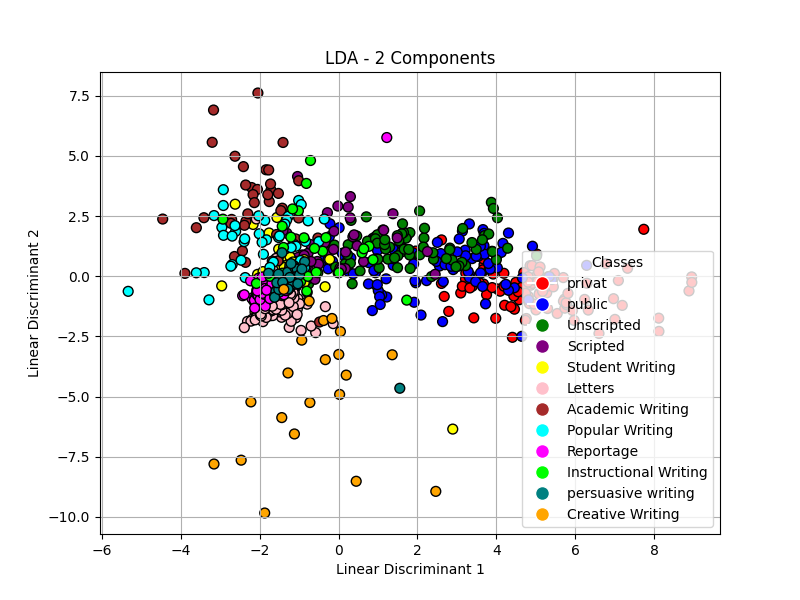 LDA - 2 Components
Linear Discriminant 2
7.5
5.0
2.5
0.0
−2.5
−5.0
−7.5
−10.0
Classes
privat
public
Unscripted
Scripted
Student Writing
Letters
Academic Writing
Popular Writing
Reportage
Instructional Writing
persuasive writing
Creative Writing
−6 −4 −2 0 2 4 6 8
Linear Discriminant 1